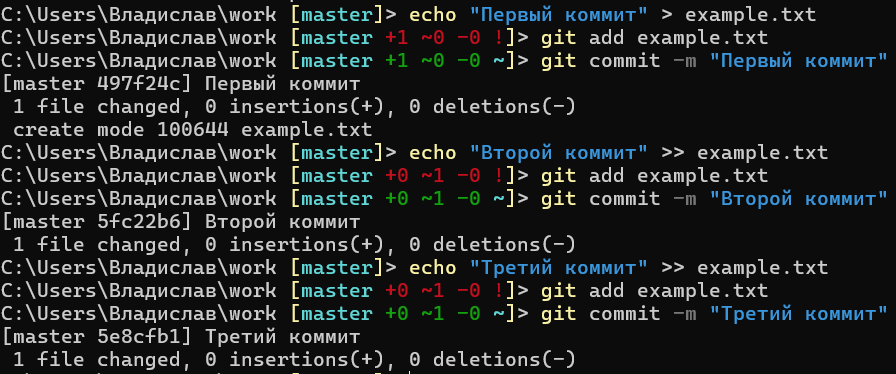 C:\Users\Владислав\work [master]> echo "Первый коммит" > example.txt
C:\Users\Владислав\work [master +1 ~0 -0 !]> git add example.txt
C:\Users\Владислав\work [master +1 ~0 -0 ~]> git commit -m "Первый коммит"
[master 497f24c] Первый коммит
 1 file changed, 0 insertions(+), 0 deletions(-)
 create mode 100644 example.txt
C:\Users\Владислав\work [master]> echo "Второй коммит" >> example.txt
C:\Users\Владислав\work [master +0 ~1 -0 !]> git add example.txt
C:\Users\Владислав\work [master +0 ~1 -0 ~]> git commit -m "Второй коммит"
[master 5fc22b6] Второй коммит
 1 file changed, 0 insertions(+), 0 deletions(-)
C:\Users\Владислав\work [master]> echo "Третий коммит" >> example.txt
C:\Users\Владислав\work [master +0 ~1 -0 !]> git add example.txt
C:\Users\Владислав\work [master +0 ~1 -0 ~]> git commit -m "Третий коммит"
[master 5e8cfb1] Третий коммит
 1 file changed, 0 insertions(+), 0 deletions(-)